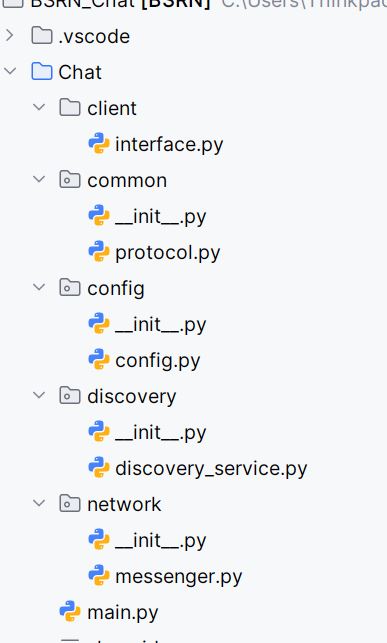 BSRN_Chat [BSRN] C:\Users\Thinkpad
.vscode
Chat
client
interface.py
common
__init__.py
protocol.py
config
__init__.py
config.py
discovery
__init__.py
discovery_service.py
network
__init__.py
messenger.py
main.py